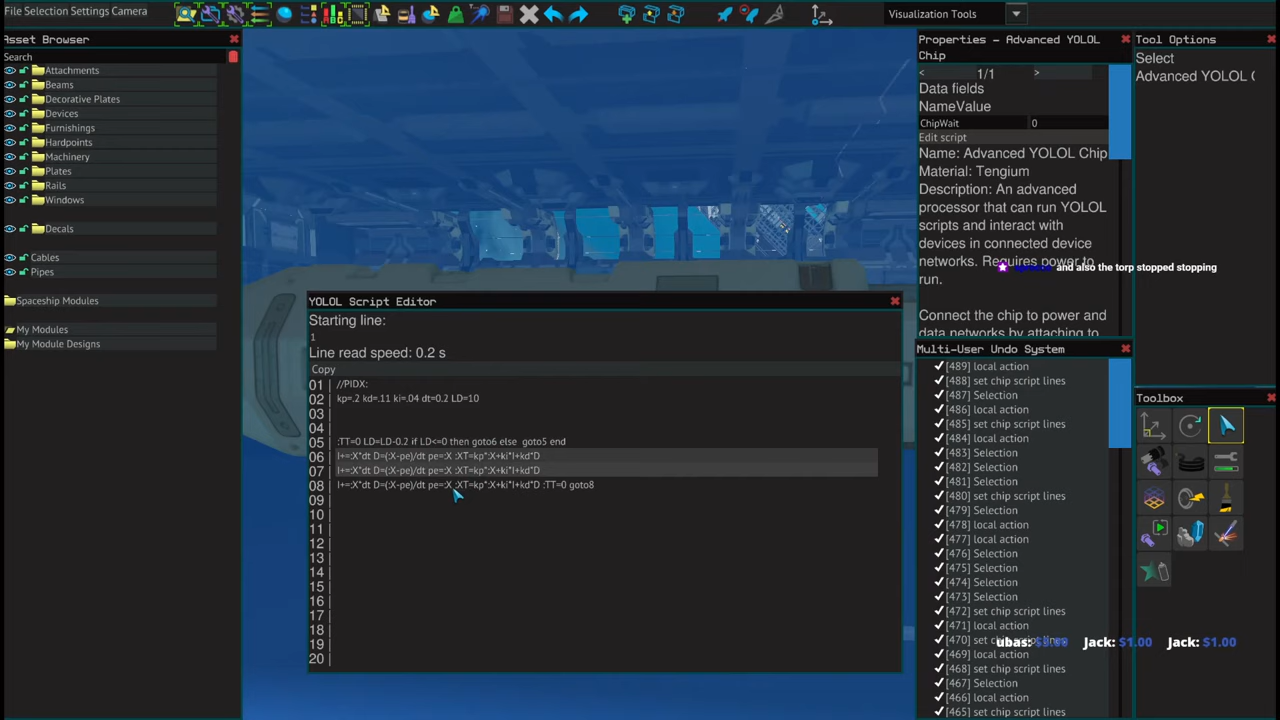 File Selection Settings Camera
Visualization Tools
Asset Browser
Search
Attachments
Beams
Decorative Plates
Devices
Furnishings
Hardpoints
Machinery
Plates
Rails
Windows
Decals
Cables
Pipes
Spaceship Modules
My Modules
My Module Designs
YOLOL Script Editor
Starting line:
1
Line read speed: 0.2 s
Copy
01 //PIDX:
02 kp=.2 kd=.11 ki=.04 dt=0.2 LD=10
03
04
05 :TT=0 LD=LD-0.2 if LD<=0 then goto6 else goto5 end
06 I+=:X*dt D=(:X-pe)/dt pe=:X :XT=kp*:X+ki*I+kd*D
07 I+=:X*dt D=(:X-pe)/dt pe=:X :XT=kp*:X+ki*I+kd*D
08 I+=:X*dt D=(:X-pe)/dt pe=:X :XT=kp*:X+ki*I+kd*D :TT=0 goto8
09
10
11
12
13
14
15
16
17
18
19
20
Properties - Advanced YOLOL
Chip
< 1/1 >
Data fields
NameValue
ChipWait 0
Edit script
Name: Advanced YOLOL Chip
Material: Tengium
Description: An advanced
processor that can run YOLOL
scripts and interact with
devices in connected device
networks. Requires power to
run.
and also the torp stopped stopping
Connect the chip to power and
data networks by attaching to
Multi-User Undo System
[489] local action
[488] set chip script lines
[487] Selection
[486] local action
[485] set chip script lines
[484] local action
[483] Selection
[482] Selection
[481] Selection
[480] set chip script lines
[479] Selection
[478] local action
[477] local action
[476] Selection
[475] Selection
[474] Selection
[473] Selection
[472] set chip script lines
[471] local action
[470] set
[469] local action
[468] set chip script lines
[467] Selection
[466] local action
[465] set chip script lines
ubas: $3.00 Jack: $1.00 Jack: $1.00
Tool Options
Select
Advanced YOLOL
Toolbox